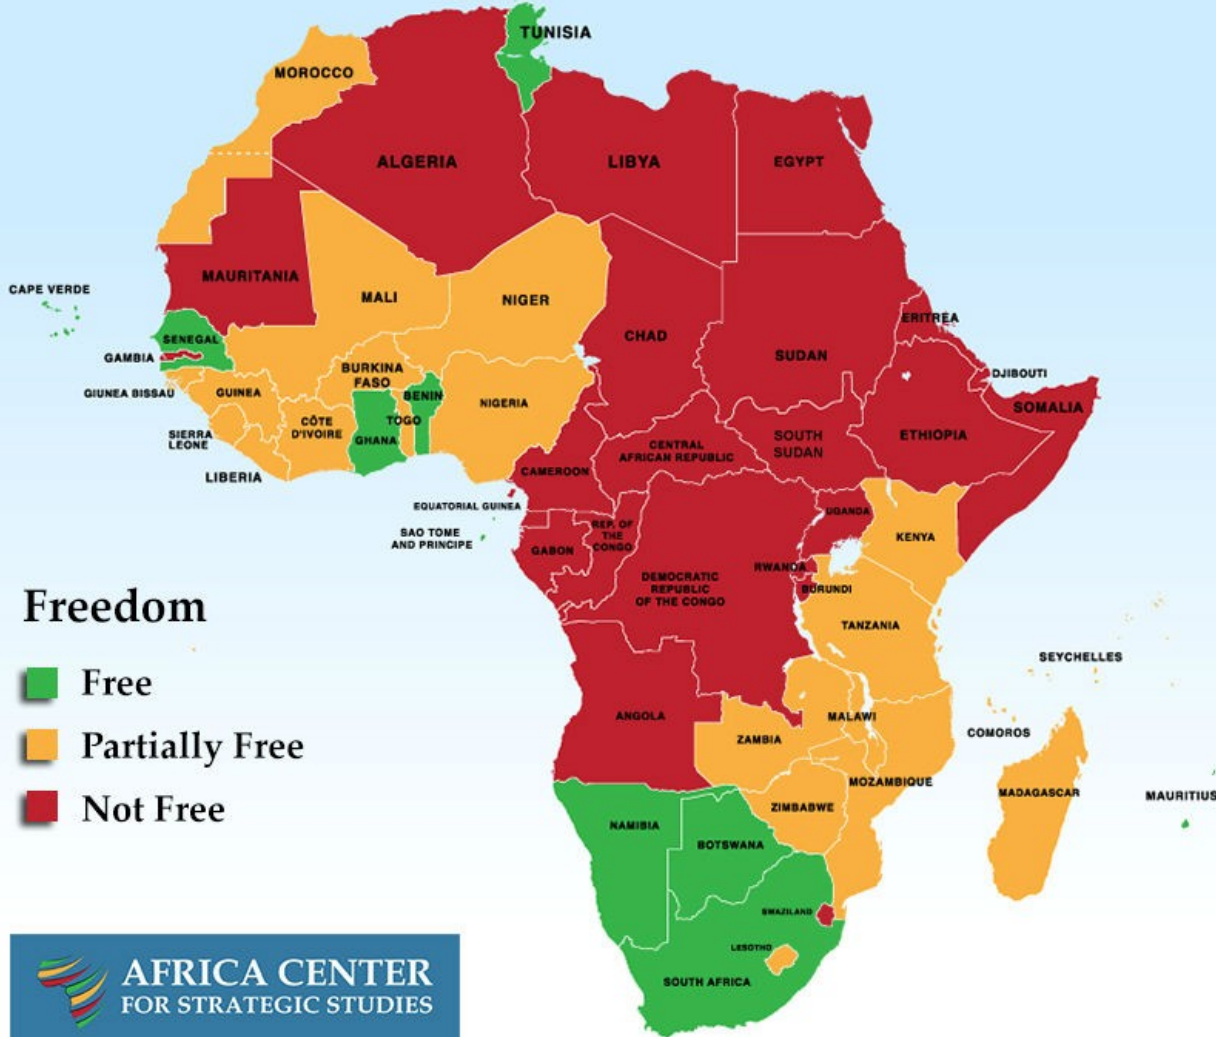 TUNISIA
MOROCCO
ALGERIA
LIBYA
EGYPT
MAURITANIA
CAPE VERDE
MALI
NIGER
ERITREA
CHAD
SENEGAL
SUDAN
GAMBIA
BURKINA
FASO
DJIBOUTI
GIUNEA BISSAU
GUINEA
BENIN
NIGERIA
SOMALIA
CÔTE
D'IVOIRE
TOGO
GHANA
SIERRA
LEONE
SOUTH
SUDAN
ETHIOPIA
CENTRAL
AFRICAN REPUBLIC
LIBERIA
CAMEROON
EQUATORIAL GUINEA
UGANDA
SAO TOME
AND PRINCIPE
REP. OF
THE
CONGO
KENYA
GABON
RWANDA
DEMOCRATIC
REPUBLIC
OF THE CONGO
BURUNDI
Freedom
TANZANIA
SEYCHELLES
Free
ANGOLA
MALAWI
COMOROS
Partially Free
ZAMBIA
MOZAMBIQUE
MADAGASCAR
MAURITIUS
Not Free
ZIMBABWE
NAMIBIA
BOTSWANA
SWAZILAND
LESOTHO
SOUTH AFRICA
AFRICA CENTER
FOR STRATEGIC STUDIES